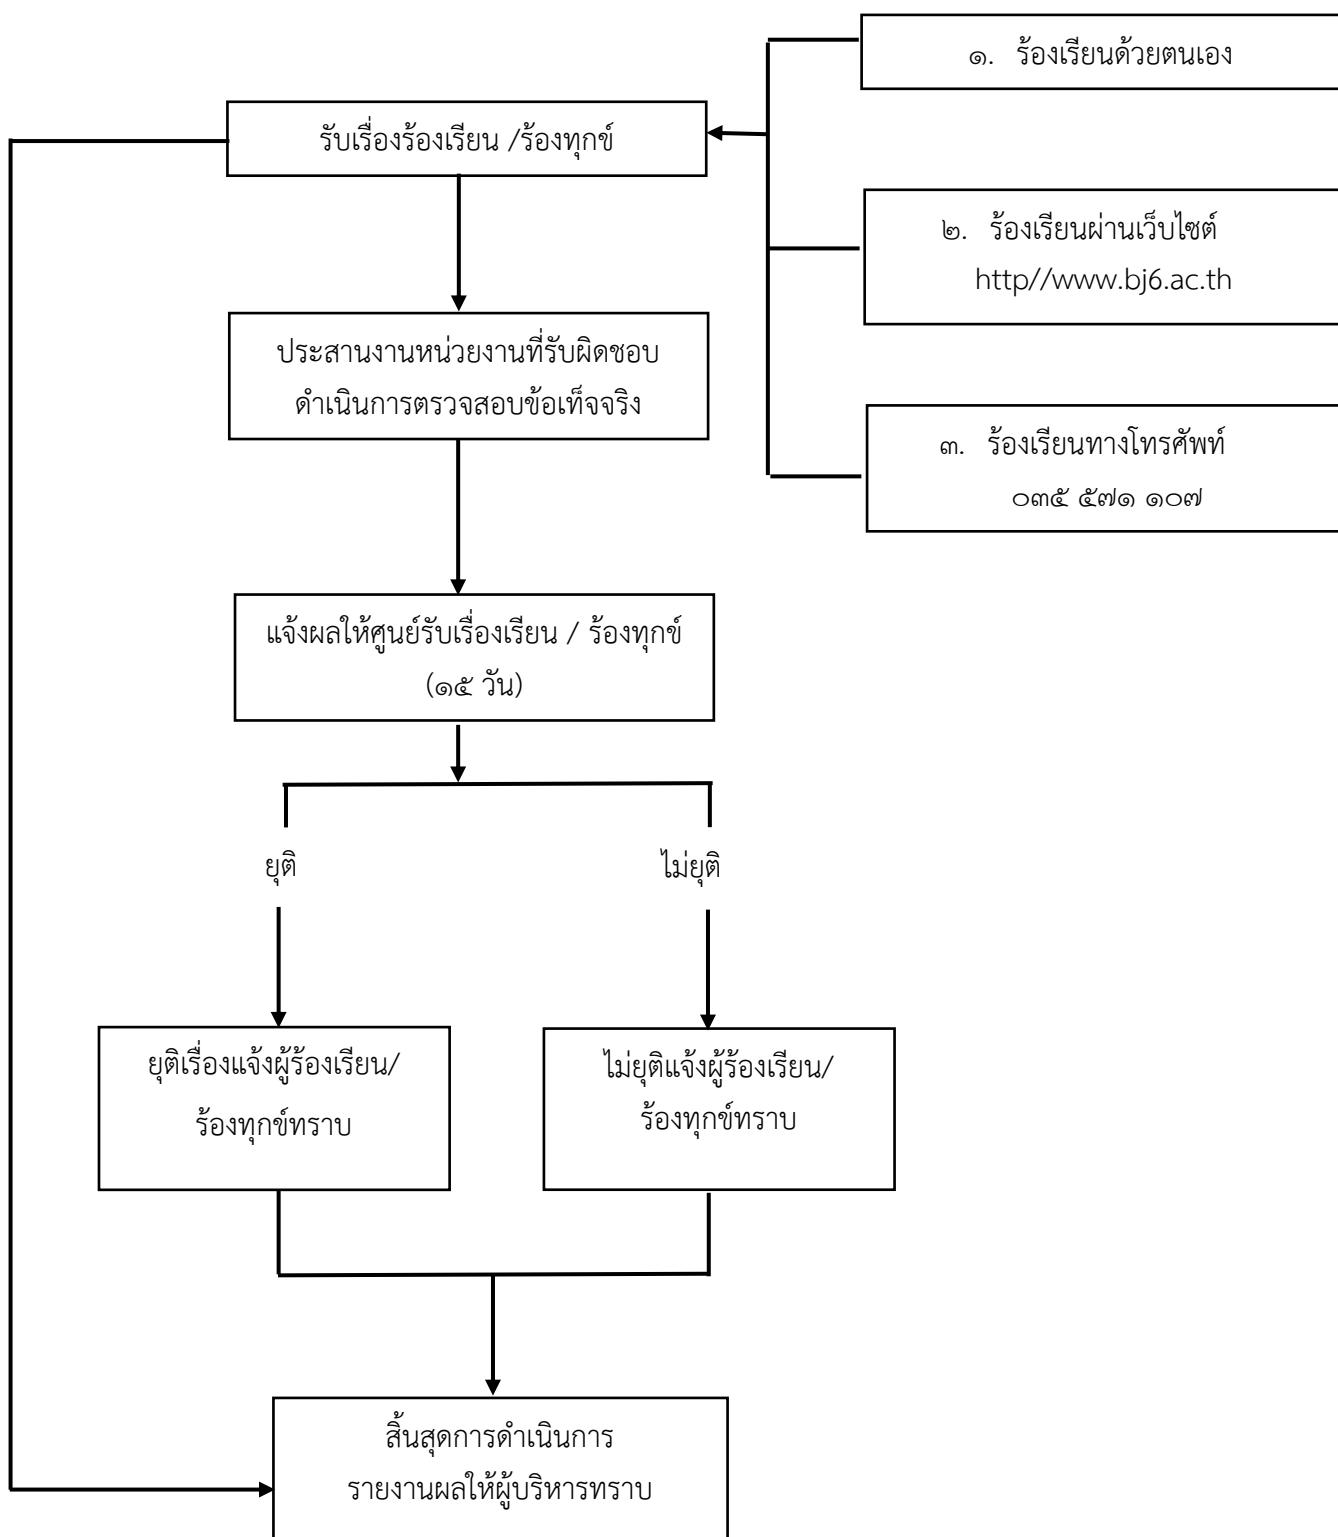 ๑. ร้องเรียนด้วยตนเอง
รับเรื่องร้องเรียน /ร้องทุกข์
๒. ร้องเรียนผ่านเว็บไซต์
http//www.bj6.ac.th
ประสานงานหน่วยงานที่รับผิดชอบ
ดำเนินการตรวจสอบข้อเท็จจริง
๓. ร้องเรียนทางโทรศัพท์
๐๓๕ ๕๗๑ ๑๐๗
แจ้งผลให้ศูนย์รับเรื่องเรียน / ร้องทุกข์
(๑๕ วัน)
ยุติ
ไม่ยุติ
ยุติเรื่องแจ้งผู้ร้องเรียน/
ร้องทุกข์ทราบ
ไม่ยุติแจ้งผู้ร้องเรียน/
ร้องทุกข์ทราบ
สิ้นสุดการดำเนินการ
รายงานผลให้ผู้บริหารทราบ